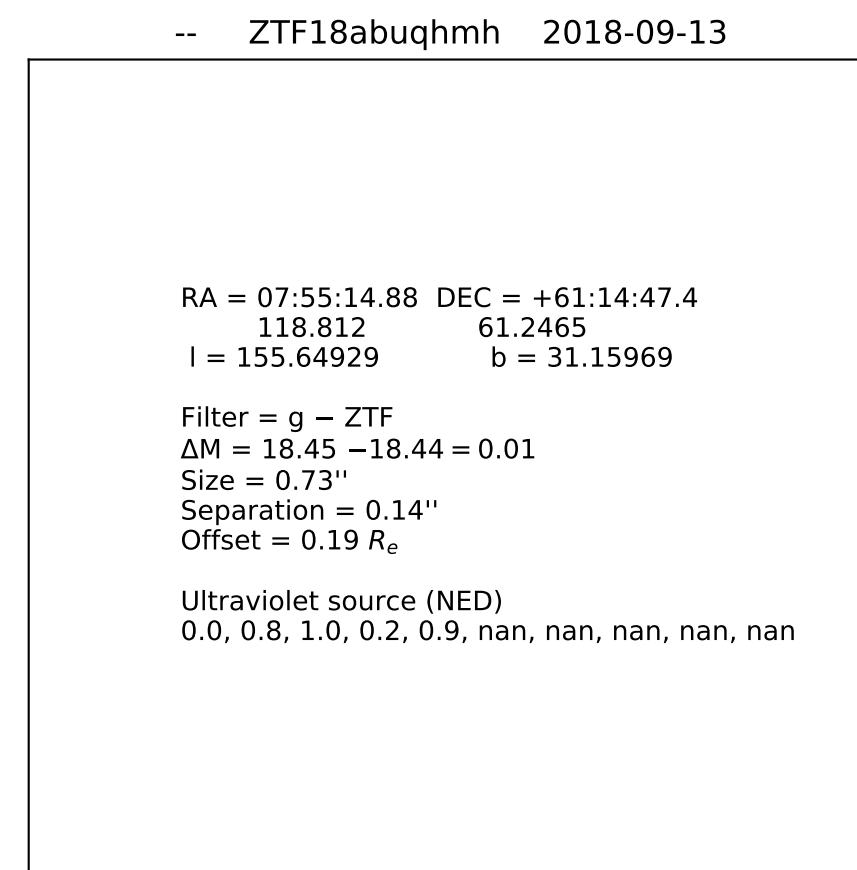 -- ZTF18abuqhmh 2018-09-13
RA = 07:55:14.88 DEC = +61:14:47.4
118.812 61.2465
l = 155.64929 b = 31.15969
Filter = g − ZTF
ΔM = 18.45 −18.44 = 0.01
Size = 0.73''
Separation = 0.14''
Offset = 0.19 Rₑ
Ultraviolet source (NED)
0.0, 0.8, 1.0, 0.2, 0.9, nan, nan, nan, nan, nan